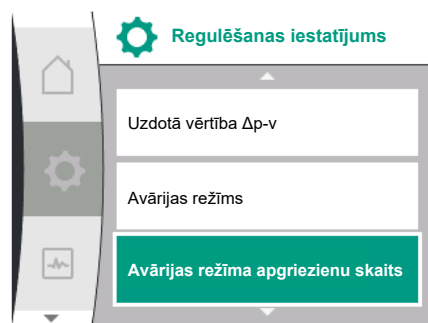 Regulēšanas iestatījums
Uzdotā vērtība Δp-v
Avārijas režīms
Avārijas režīma apgriezienu skaits